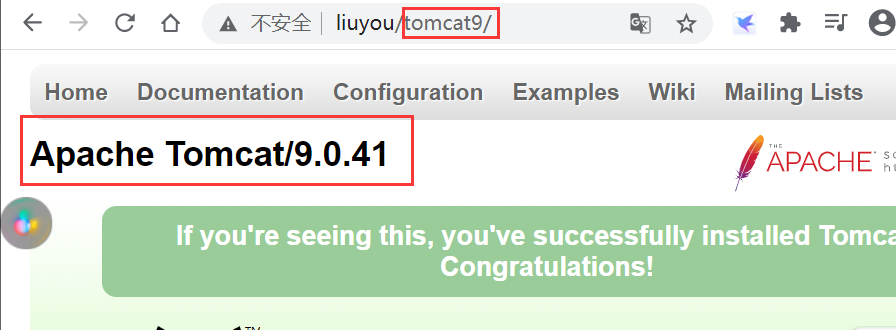 不安全 | liuyou/tomcat9/
Home Documentation Configuration Examples Wiki Mailing Lists
Apache Tomcat/9.0.41
THE
APACHE
If you're seeing this, you've successfully installed Tomca
Congratulations!
TM